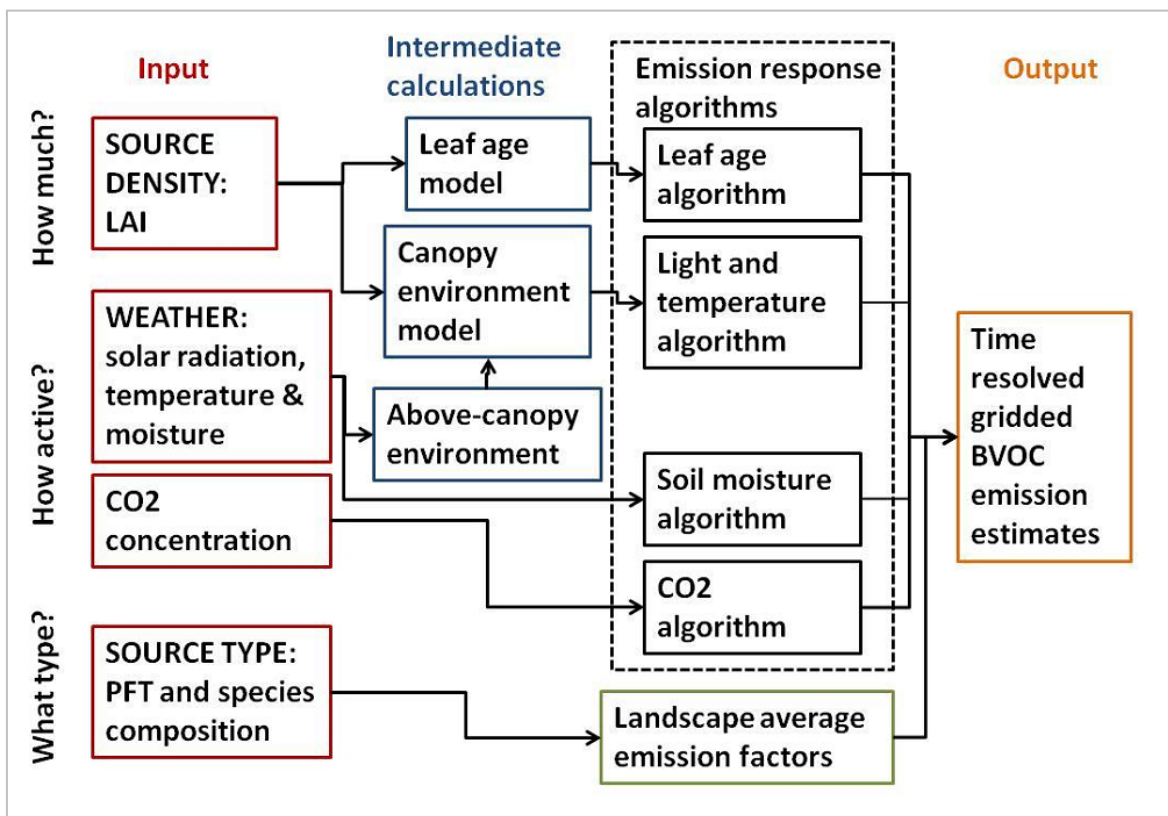 Input
Intermediate
calculations
Emission response
algorithms
Output
How much?
SOURCE
DENSITY:
LAI
Leaf age
model
Leaf age
algorithm
Canopy
environment
model
Light and
temperature
algorithm
How active?
WEATHER:
solar radiation,
temperature &
moisture
Above-canopy
environment
Soil moisture
algorithm
CO2
concentration
CO2
algorithm
Time
resolved
gridded
BVOC
emission
estimates
What type?
SOURCE TYPE:
PFT and species
composition
Landscape average
emission factors